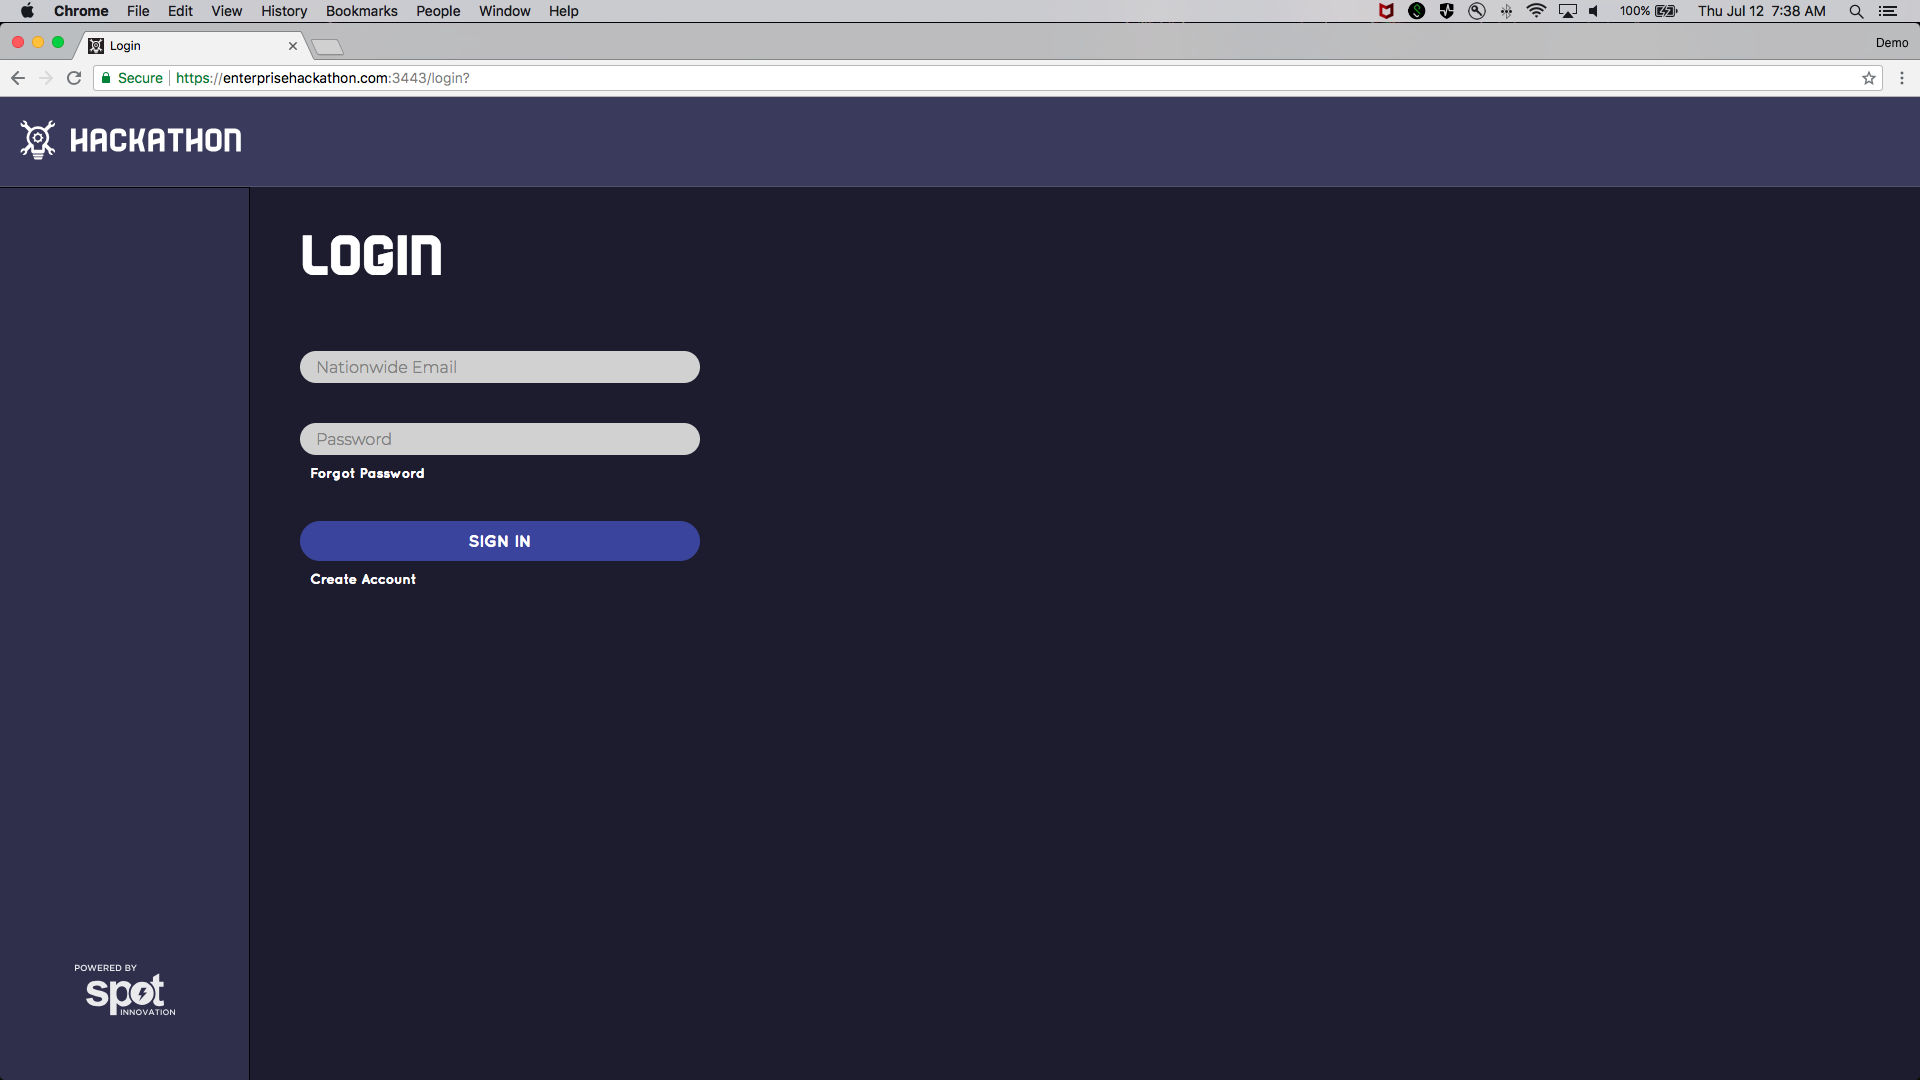 Chrome File Edit View History Bookmarks People Window Help 100% Thu Jul 12 7:38 AM
Login Demo
Secure https://enterprisehackathon.com:3443/login?
HACKATHON
LOGIN
Nationwide Email
Password
Forgot Password
SIGN IN
Create Account
POWERED BY
spot
INNOVATION